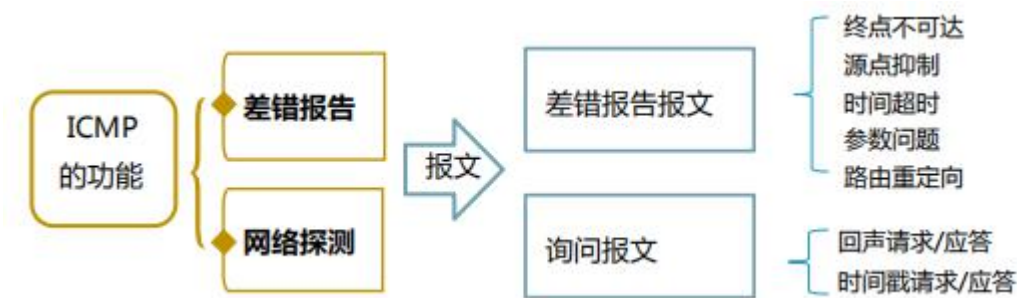 ICMP
的功能
差错报告
网络探测
报文
差错报告报文
询问报文
终点不可达
源点抑制
时间超时
参数问题
路由重定向
回声请求/应答
时间戳请求/应答